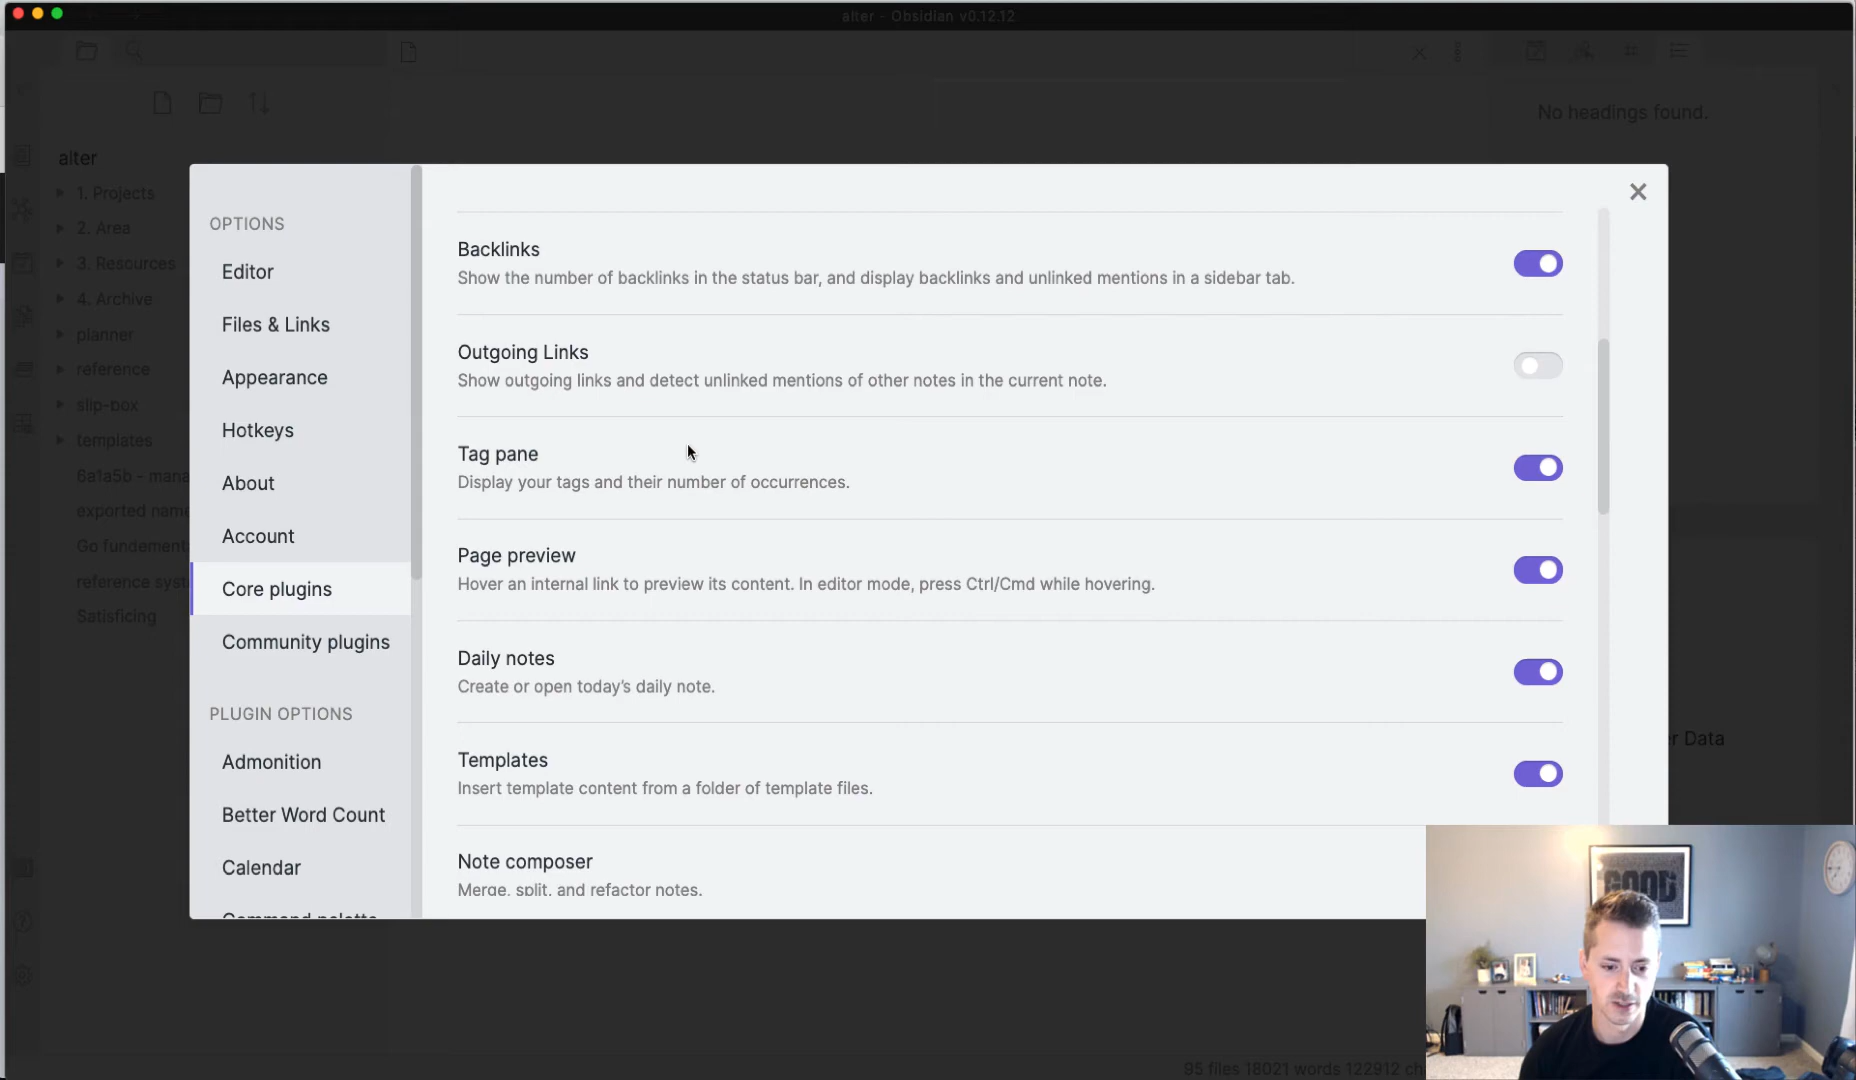 alter - Obsidian v0.12.12
No headings found.
alter
1. Projects
2. Area
3. Resources
4. Archive
planner
reference
slip-box
templates
6a1a5b - mana
exported name
Go fundement
reference sys
Satisficing
OPTIONS
Editor
Files & Links
Appearance
Hotkeys
About
Account
Core plugins
Community plugins
PLUGIN OPTIONS
Admonition
Better Word Count
Calendar
Command palette
Backlinks
Show the number of backlinks in the status bar, and display backlinks and unlinked mentions in a sidebar tab.
Outgoing Links
Show outgoing links and detect unlinked mentions of other notes in the current note.
Tag pane
Display your tags and their number of occurrences.
Page preview
Hover an internal link to preview its content. In editor mode, press Ctrl/Cmd while hovering.
Daily notes
Create or open today's daily note.
Templates
Insert template content from a folder of template files.
Note composer
Merge, split, and refactor notes.
r Data
GOOD
95 files 18021 words 122912 ch